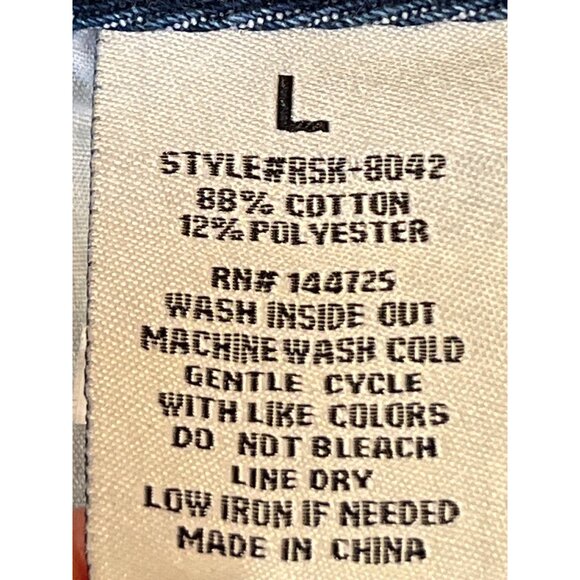 L
STYLE#RSK-8042
88% COTTON
12% POLYESTER
RN# 144725
WASH INSIDE OUT
MACHINE WASH COLD
GENTLE CYCLE
WITH LIKE COLORS
DO NOT BLEACH
LINE DRY
LOW IRON IF NEEDED
MADE IN CHINA